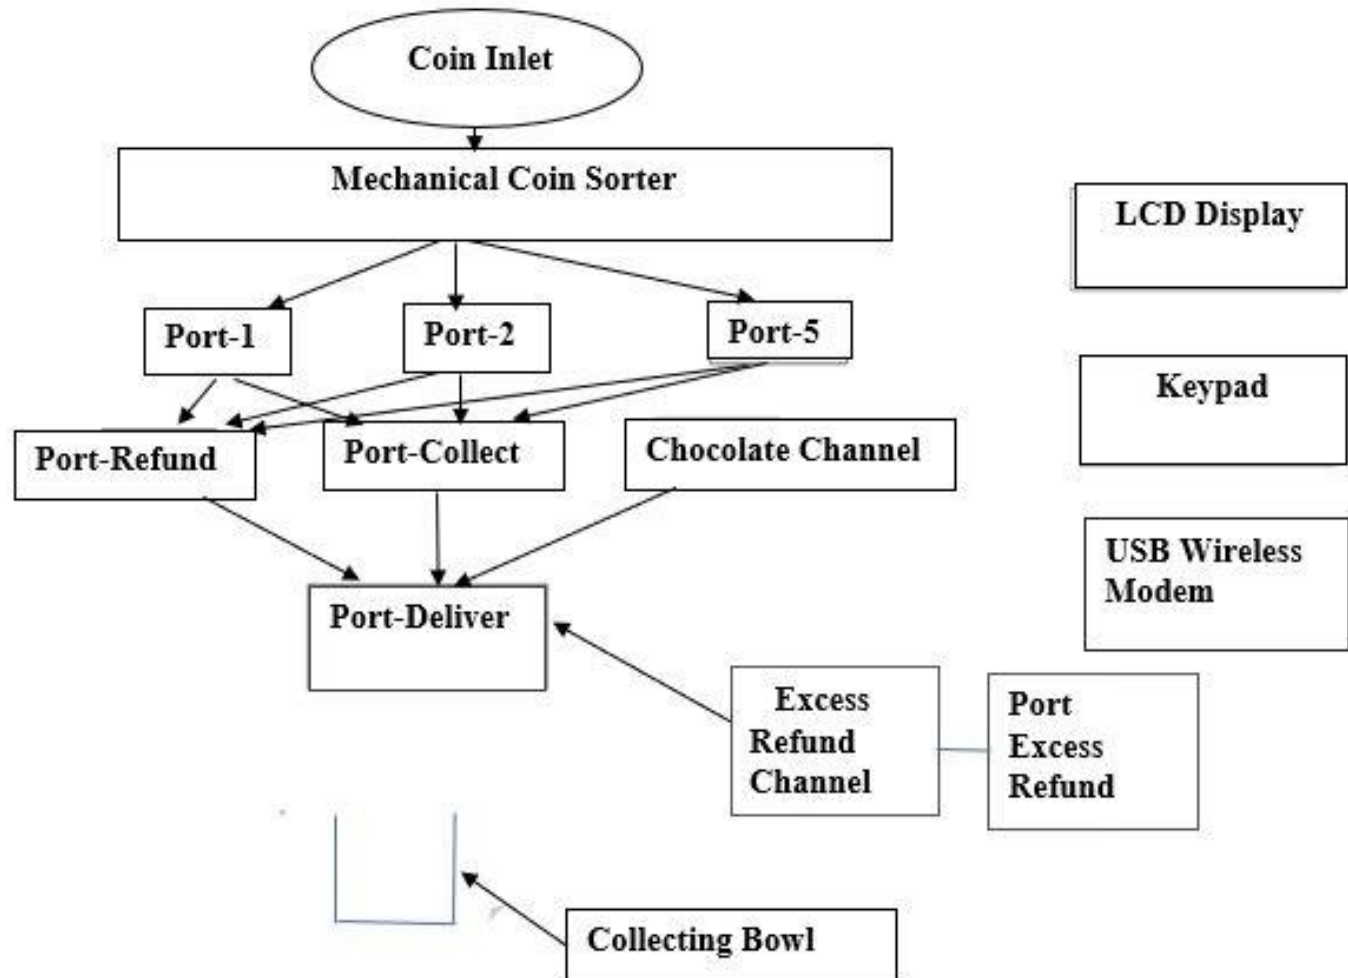 Coin Inlet
Mechanical Coin Sorter
LCD Display
Port-1
Port-2
Port-5
Keypad
Port-Refund
Port-Collect
Chocolate Channel
USB Wireless
Modem
Port-Deliver
Excess
Refund
Channel
Port
Excess
Refund
Collecting Bowl